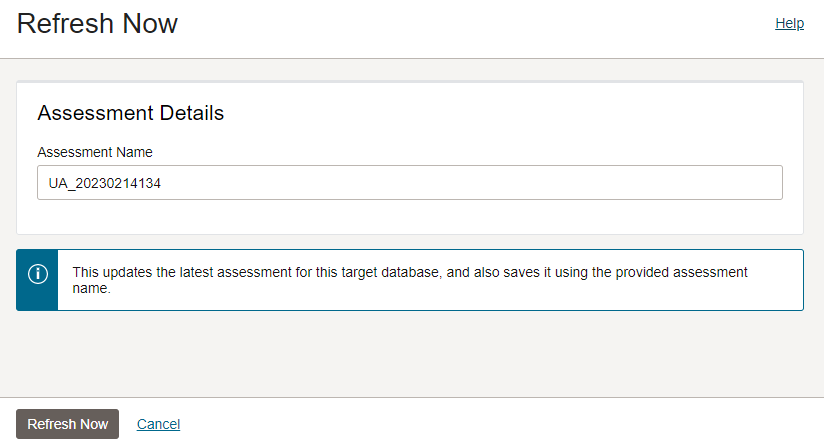 Refresh Now
Help
Assessment Details
Assessment Name
UA_20230214134
This updates the latest assessment for this target database, and also saves it using the provided assessment
name.
Refresh Now
Cancel